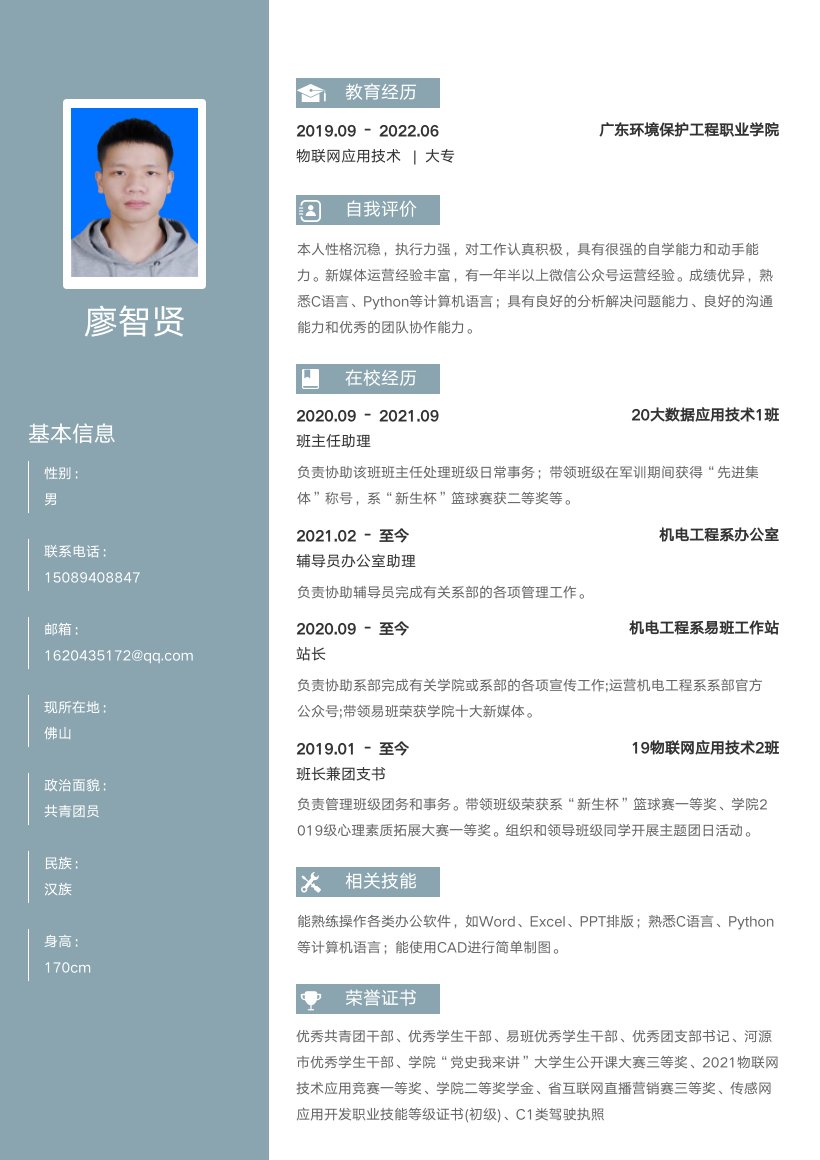 廖智贤
基本信息
性别：
男
联系电话：
15089408847
邮箱：
1620435172@qq.com
现所在地：
佛山
政治面貌：
共青团员
民族：
汉族
身高：
170cm
教育经历
2019.09 - 2022.06 广东环境保护工程职业学院
物联网应用技术 | 大专
自我评价
本人性格沉稳，执行力强，对工作认真积极，具有很强的自学能力和动手能
力。新媒体运营经验丰富，有一年半以上微信公众号运营经验。成绩优异，熟
悉C语言、Python等计算机语言；具有良好的分析解决问题能力、良好的沟通
能力和优秀的团队协作能力。
在校经历
2020.09 - 2021.09 20大数据应用技术1班
班主任助理
负责协助该班班主任处理班级日常事务；带领班级在军训期间获得“先进集
体”称号，系“新生杯”篮球赛获二等奖等。
2021.02 - 至今 机电工程系办公室
辅导员办公室助理
负责协助辅导员完成有关系部的各项管理工作。
2020.09 - 至今 机电工程系易班工作站
站长
负责协助系部完成有关学院或系部的各项宣传工作;运营机电工程系系部官方
公众号;带领易班荣获学院十大新媒体。
2019.01 - 至今 19物联网应用技术2班
班长兼团支书
负责管理班级团务和事务。带领班级荣获系“新生杯”篮球赛一等奖、学院2
019级心理素质拓展大赛一等奖。组织和领导班级同学开展主题团日活动。
相关技能
能熟练操作各类办公软件，如Word、Excel、PPT排版；熟悉C语言、Python
等计算机语言；能使用CAD进行简单制图。
荣誉证书
优秀共青团干部、优秀学生干部、易班优秀学生干部、优秀团支部书记、河源
市优秀学生干部、学院“党史我来讲”大学生公开课大赛三等奖、2021物联网
技术应用竞赛一等奖、学院二等奖学金、省互联网直播营销赛三等奖、传感网
应用开发职业技能等级证书(初级)、C1类驾驶执照